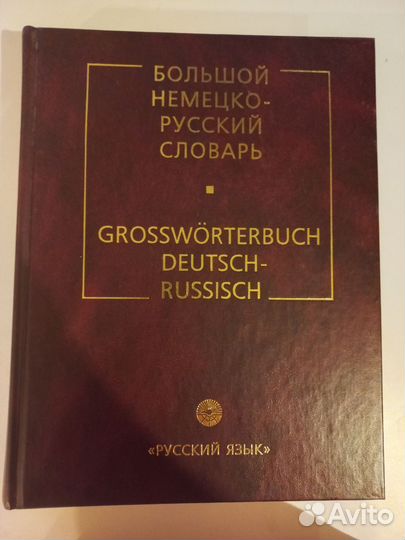 БОЛЬШОЙ
НЕМЕЦКО-
РУССКИЙ
СЛОВАРЬ
GROSSWÖRTERBUCH
DEUTSCH-
RUSSISCH
«РУССКИЙ ЯЗЫК»
Avito